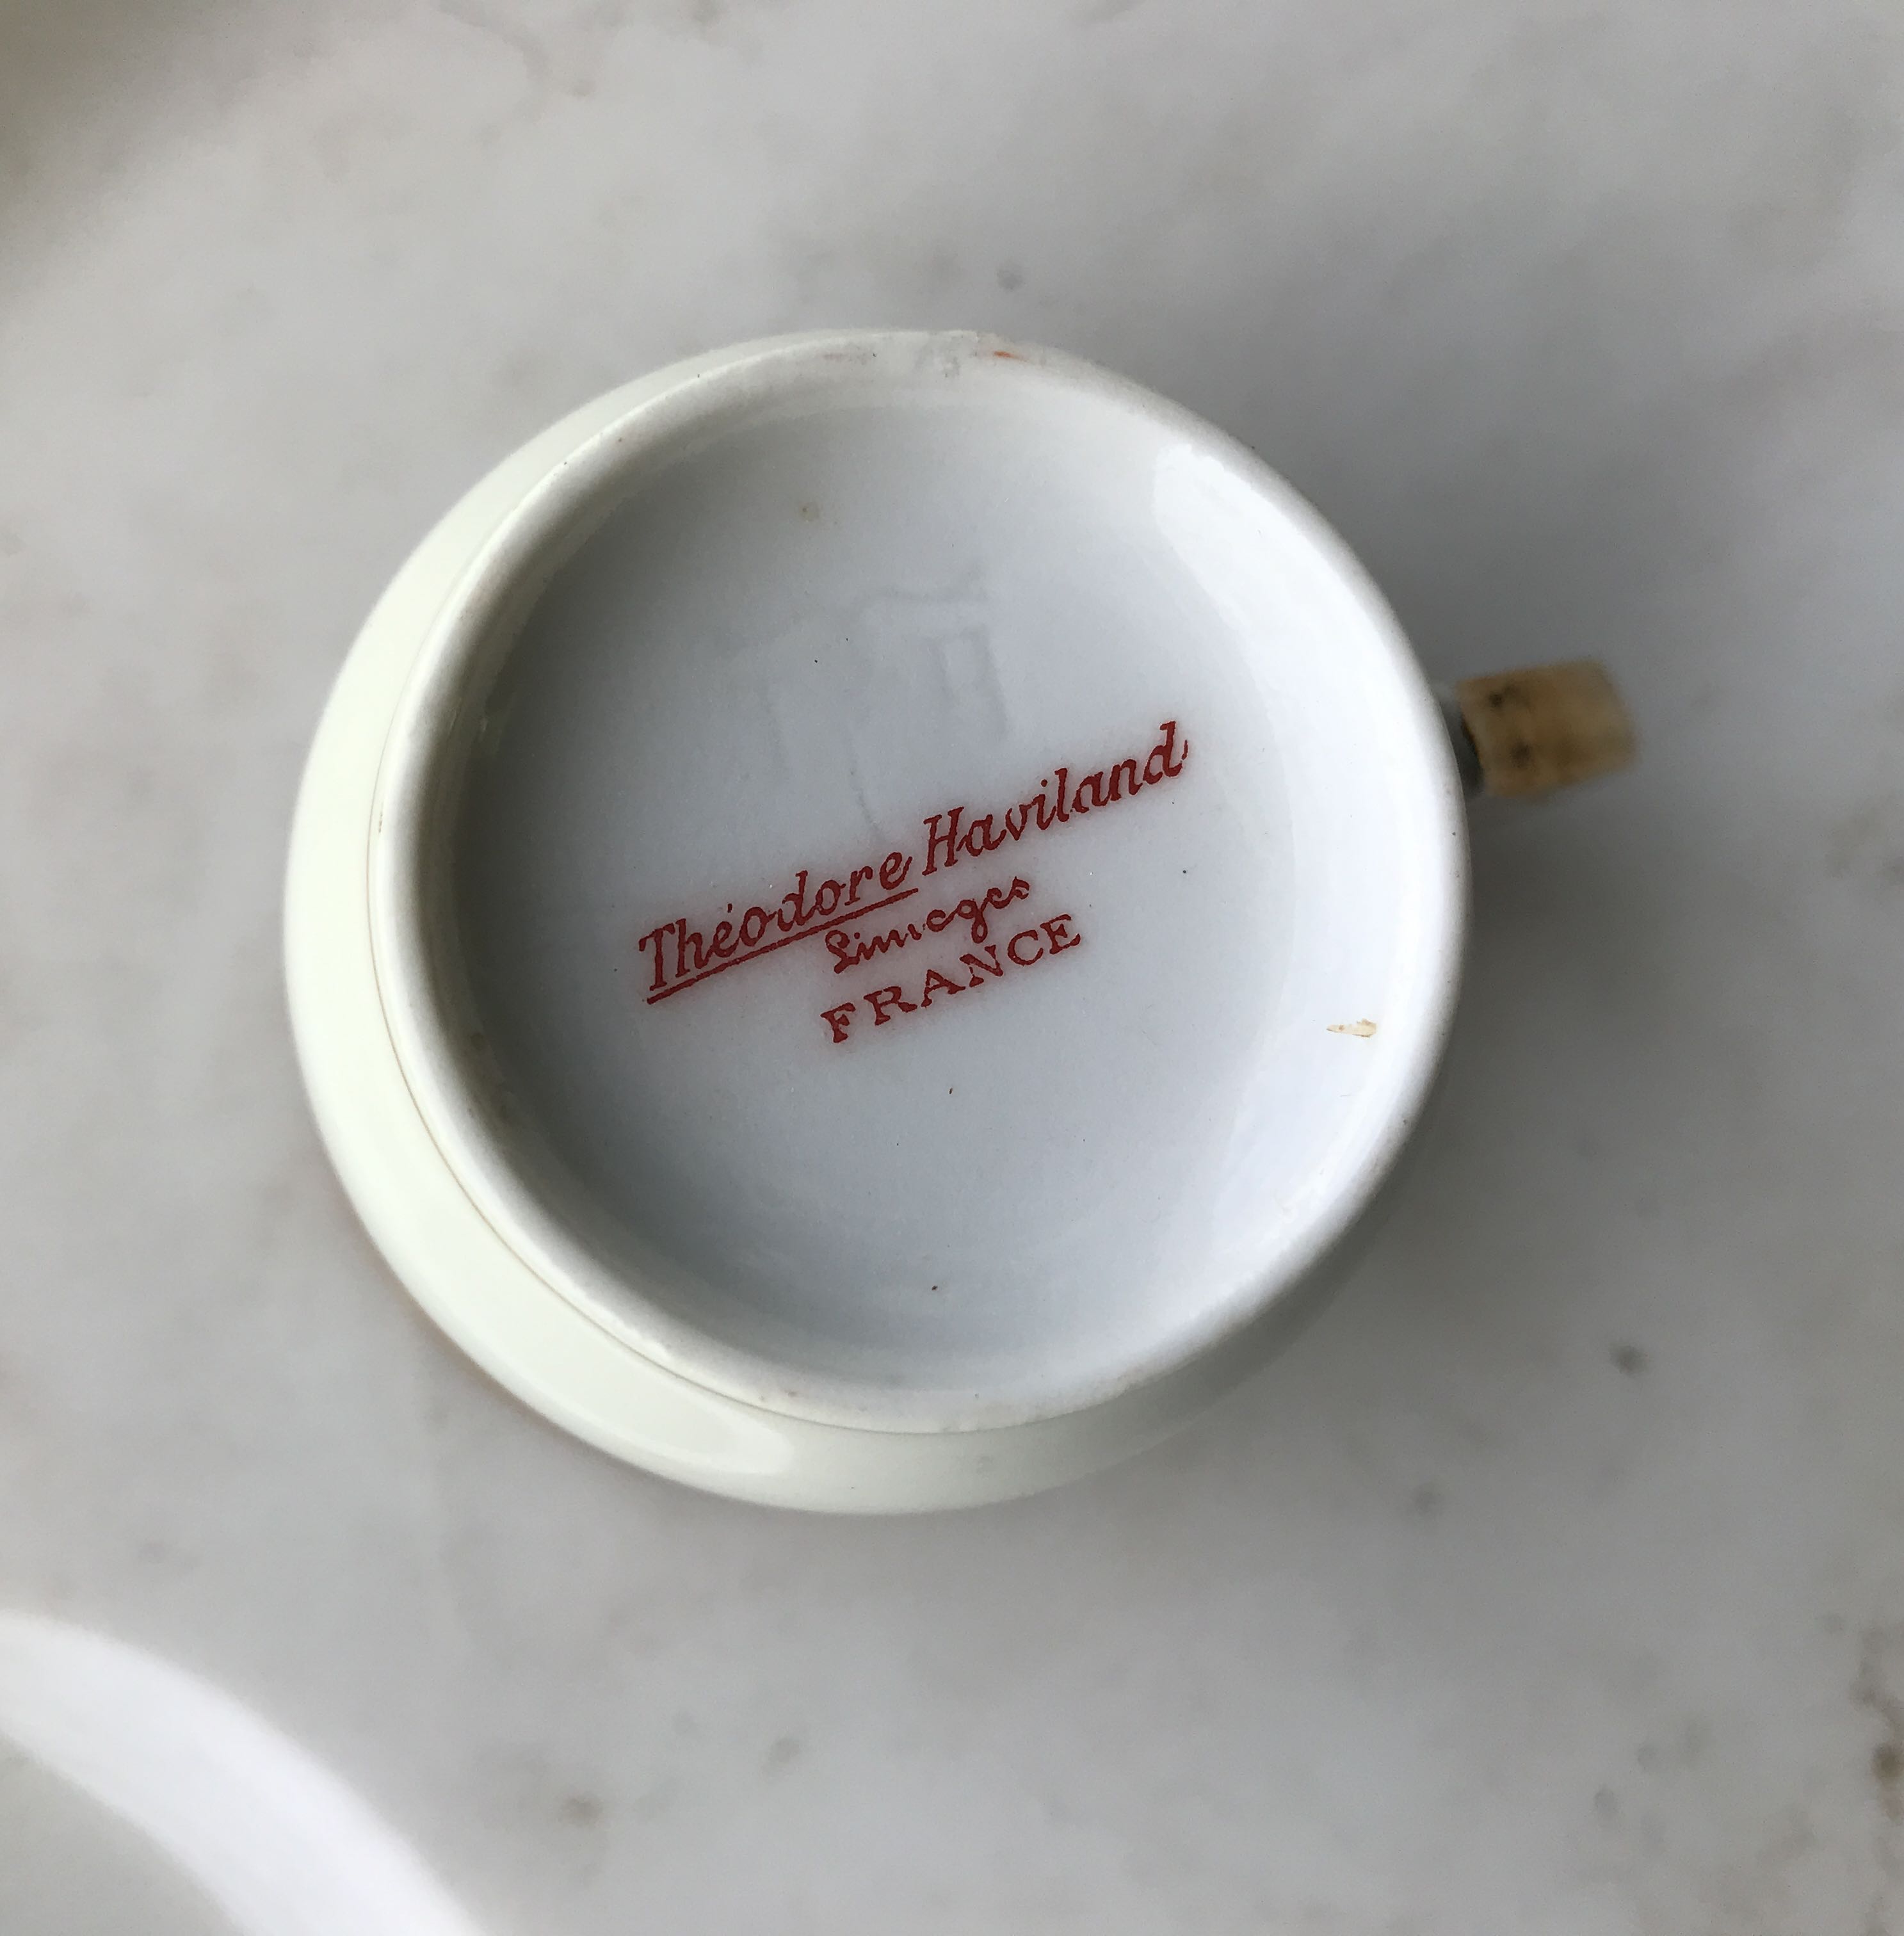 Théodore Haviland
Limoges
FRANCE